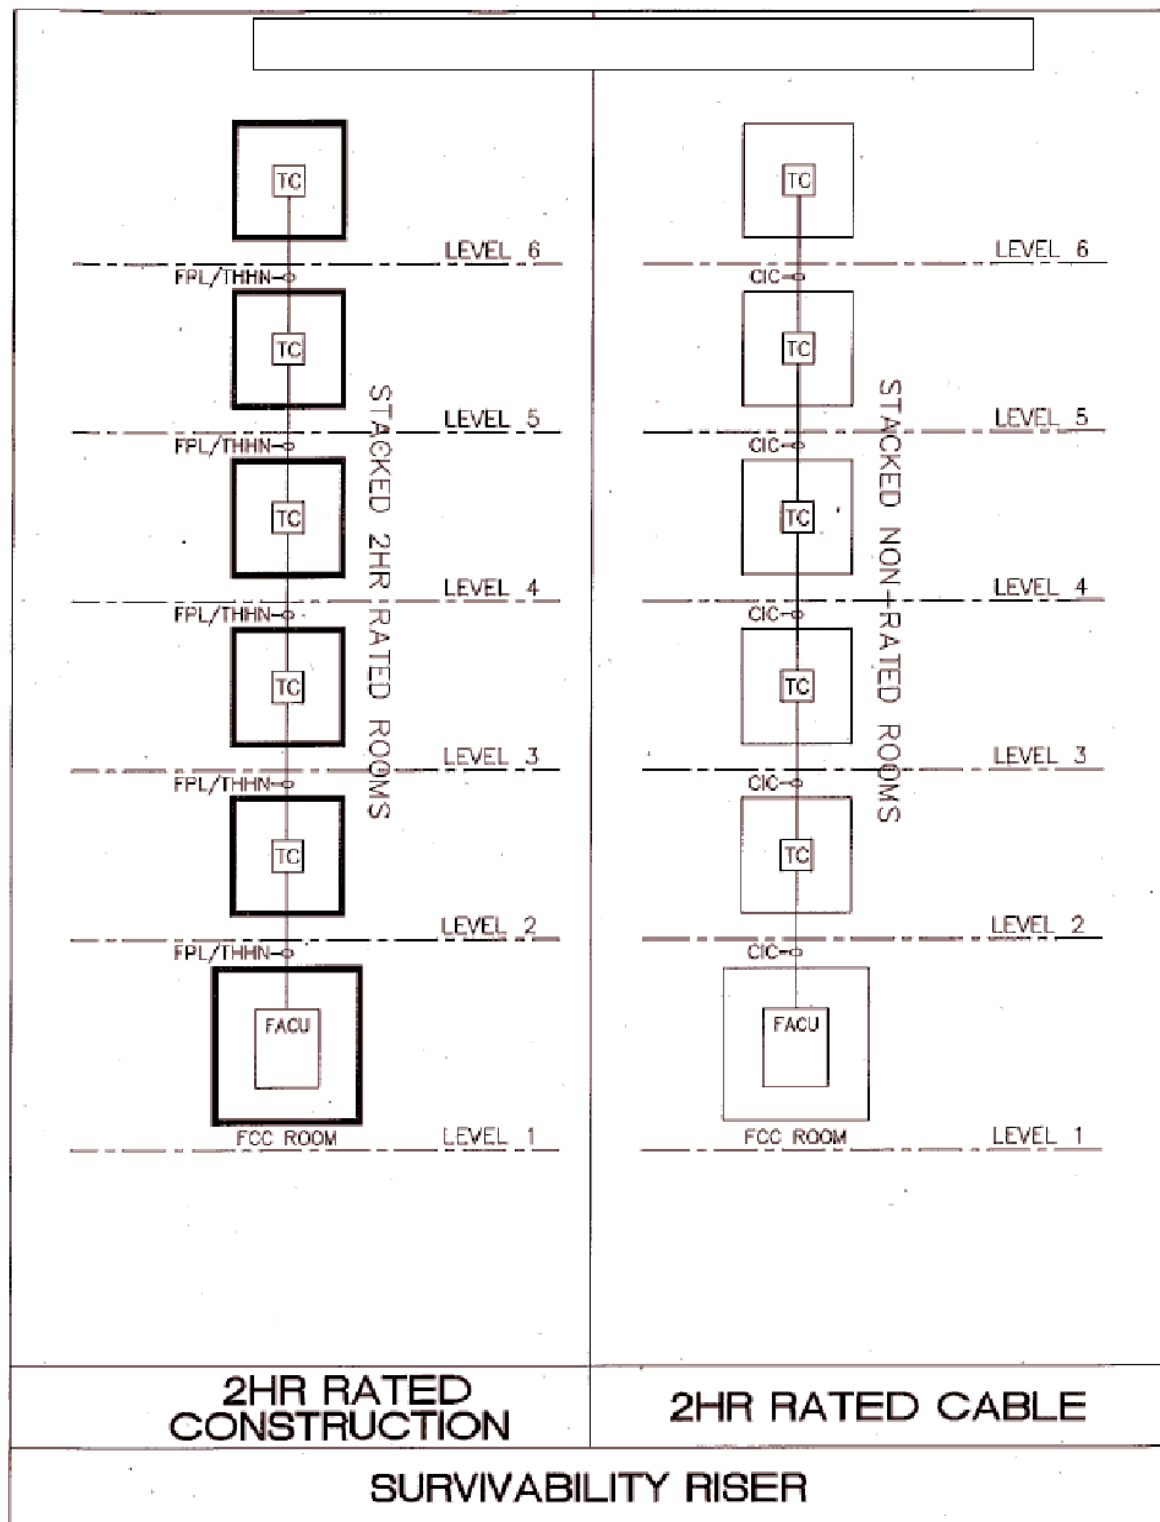 TC
LEVEL 6
FPL/THHN
TC
LEVEL 5
FPL/THHN
TC
LEVEL 4
FPL/THHN
TC
LEVEL 3
FPL/THHN
TC
LEVEL 2
FPL/THHN
FACU
FCC ROOM
LEVEL 1
STACKED 2HR RATED ROOMS
TC
LEVEL 6
CIC
TC
LEVEL 5
CIC
TC
LEVEL 4
CIC
TC
LEVEL 3
CIC
TC
LEVEL 2
CIC
FACU
FCC ROOM
LEVEL 1
STACKED NON-RATED ROOMS
2HR RATED
CONSTRUCTION
2HR RATED CABLE
SURVIVABILITY RISER